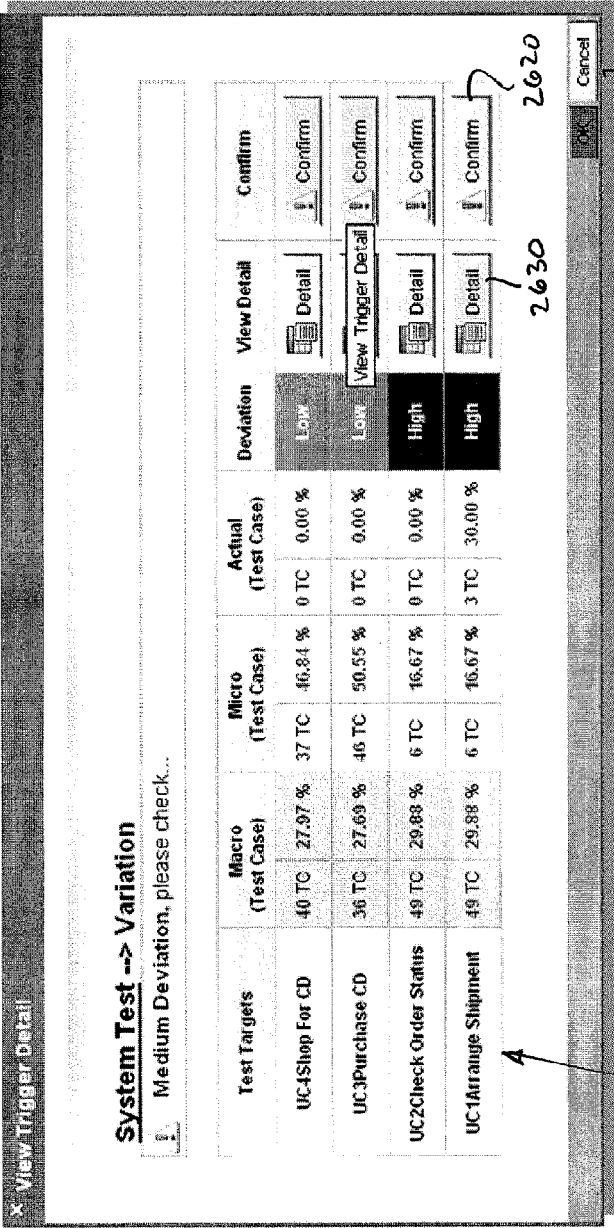 × View Trigger Detail
System Test --> Variation
Medium Deviation, please check...
Test Targets Macro (Test Case) Micro (Test Case) Actual (Test Case) Deviation View Detail Confirm
UC4Shop For CD 40 TC 27.97 % 37 TC 46.84 % 0 TC 0.00 % Low Detail Confirm
UC3Purchase CD 36 TC 27.69 % 46 TC 50.55 % 0 TC 0.00 % Low Confirm
View Trigger Detail
UC2Check Order Status 49 TC 29.88 % 6 TC 16.67 % 0 TC 0.00 % High Detail Confirm
UC1Arrange Shipment 49 TC 29.88 % 6 TC 16.67 % 3 TC 30.00 % High Detail Confirm
2630 2620
OK Cancel